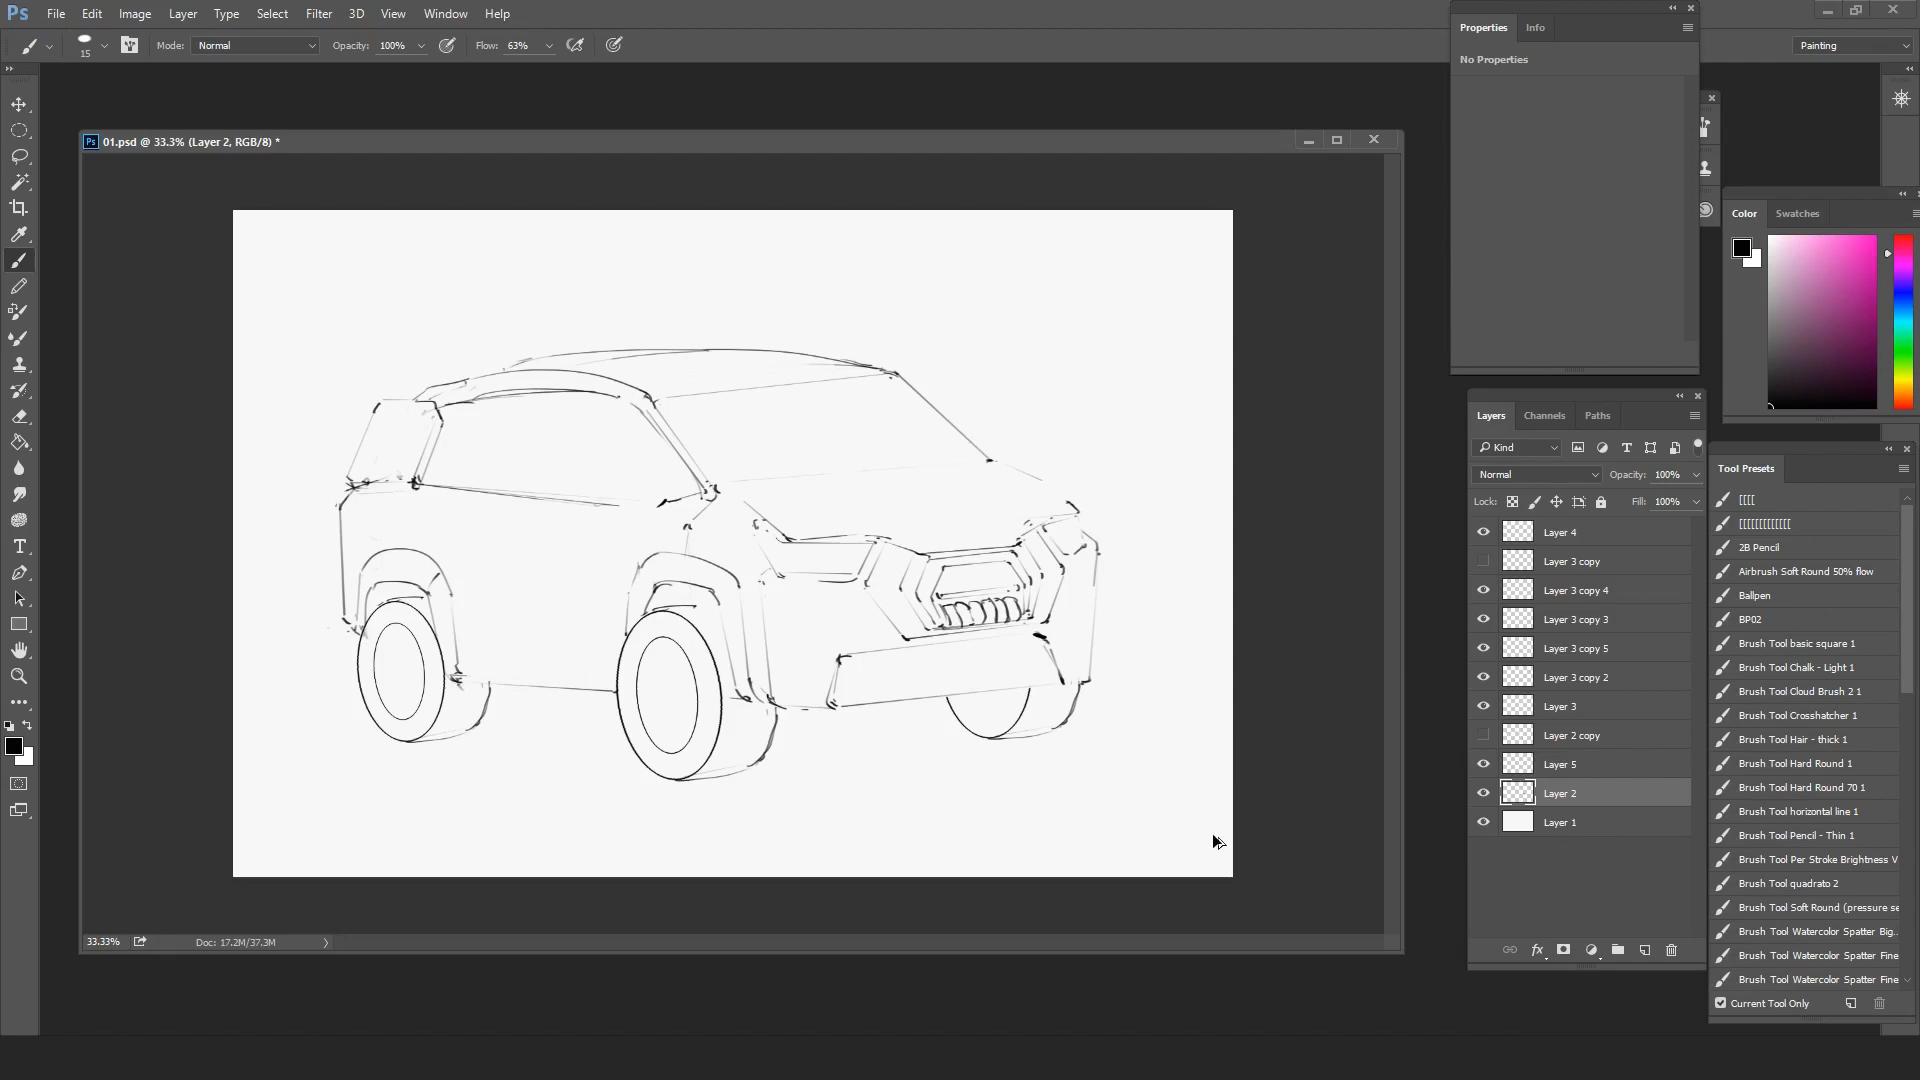 Ps File Edit Image Layer Type Select Filter 3D View Window Help
15 Mode: Normal Opacity: 100% Flow: 63%
Painting
Properties Info
No Properties
Ps 01.psd @ 33.3% (Layer 2, RGB/8) *
Color Swatches
Layers Channels Paths
Kind
Normal Opacity: 100%
Lock: Fill: 100%
Layer 4
Layer 3 copy
Layer 3 copy 4
Layer 3 copy 3
Layer 3 copy 5
Layer 3 copy 2
Layer 3
Layer 2 copy
Layer 5
Layer 2
Layer 1
fx
Tool Presets
[[[[
[[[[[[[[[[[[[
2B Pencil
Airbrush Soft Round 50% flow
Ballpen
BP02
Brush Tool basic square 1
Brush Tool Chalk - Light 1
Brush Tool Cloud Brush 2 1
Brush Tool Crosshatcher 1
Brush Tool Hair - thick 1
Brush Tool Hard Round 1
Brush Tool Hard Round 70 1
Brush Tool horizontal line 1
Brush Tool Pencil - Thin 1
Brush Tool Per Stroke Brightness V
Brush Tool quadrato 2
Brush Tool Soft Round (pressure se
Brush Tool Watercolor Spatter Big...
Brush Tool Watercolor Spatter Fine
Brush Tool Watercolor Spatter Fine
Current Tool Only
33.33% Doc: 17.2M/37.3M